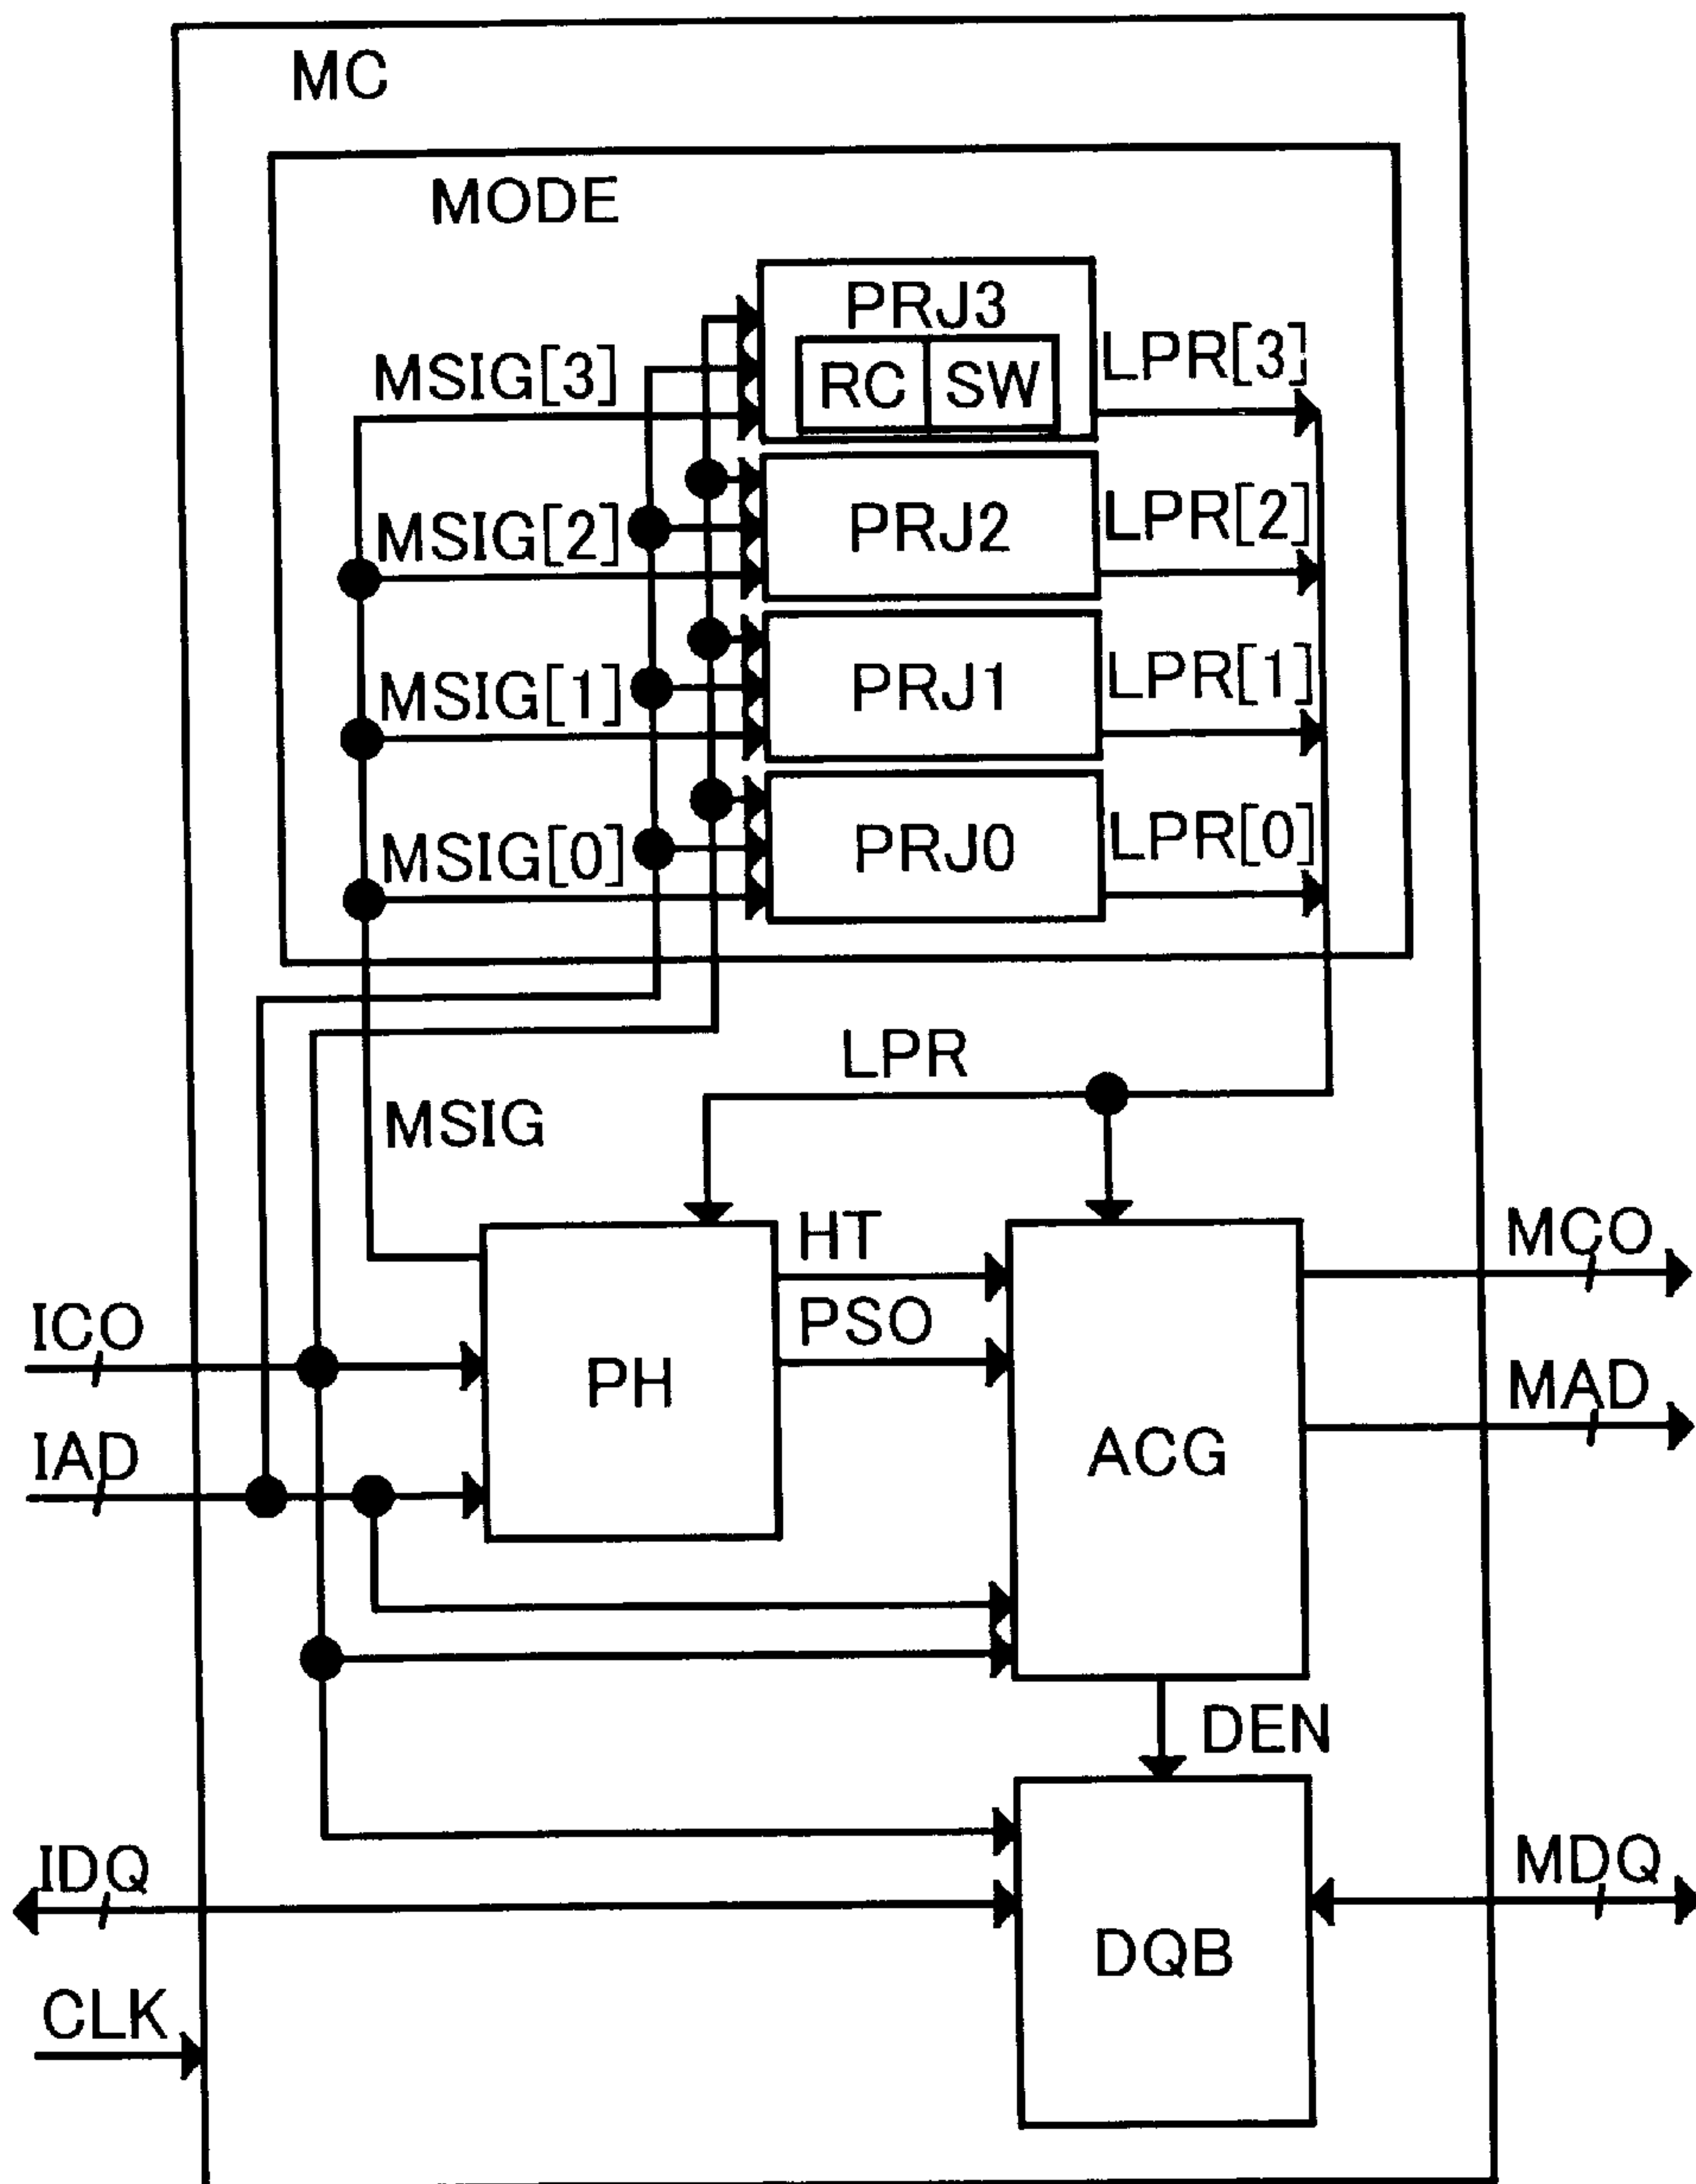 MC
MODE
PRJ3
RC SW
MSIG[3]
LPR[3]
MSIG[2]
PRJ2
LPR[2]
MSIG[1]
PRJ1
LPR[1]
MSIG[0]
PRJ0
LPR[0]
LPR
MSIG
HT
PSO
MCO
ICO
PH
MAD
IAD
ACG
DEN
IDQ
MDQ
DQB
CLK